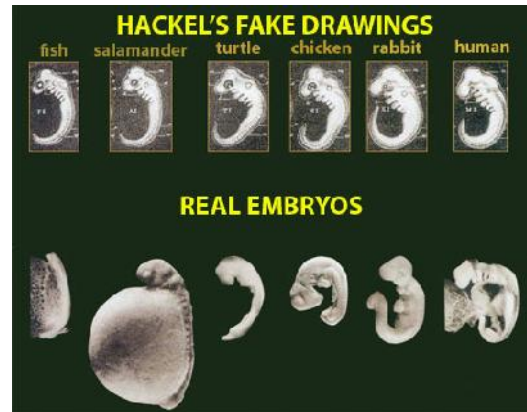 HACKEL'S FAKE DRAWINGS
fish salamander turtle chicken rabbit human
REAL EMBRYOS